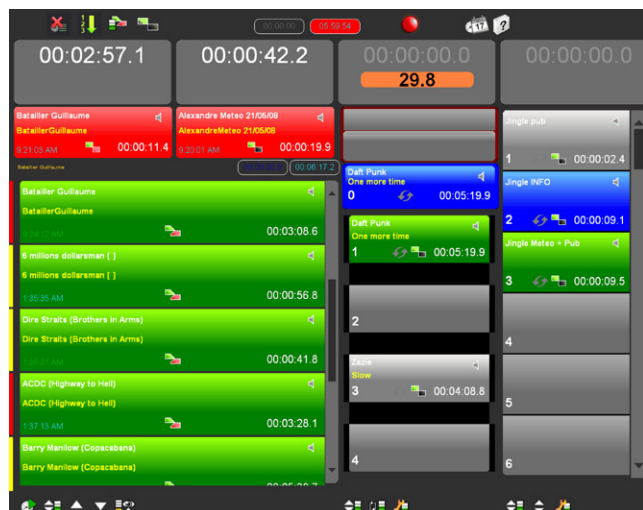 00:00:00
05:59:54
17
?
00:02:57.1
00:00:42.2
00:00:00.0
00:00:00.0
29.8
Batailler Guillaume
BataillerGuillaume
9:21:03 AM
00:00:11.4
Alexandre Meteo 21/05/08
AlexandreMeteo 21/05/08
9:20:01 AM
00:00:19.9
Batailler Guillaume
00:06:17.2
Batailler Guillaume
BataillerGuillaume
00:03:08.6
6 millions dollarsman [ ]
6 millions dollarsman [ ]
1:35:35 AM
00:00:56.8
Dire Straits (Brothers in Arms)
Dire Straits (Brothers in Arms)
00:00:41.8
ACDC (Highway to Hell)
ACDC (Highway to Hell)
1:37:13 AM
00:03:28.1
Barry Manilow (Copacabana)
Barry Manilow (Copacabana)
Daft Punk
One more time
0
00:05:19.9
Daft Punk
One more time
1
00:05:19.9
2
Zazie
Slow
3
00:04:08.8
4
Jingle pub
1
00:00:02.4
Jingle INFO
2
00:00:09.1
Jingle Meteo + Pub
3
00:00:09.5
4
5
6